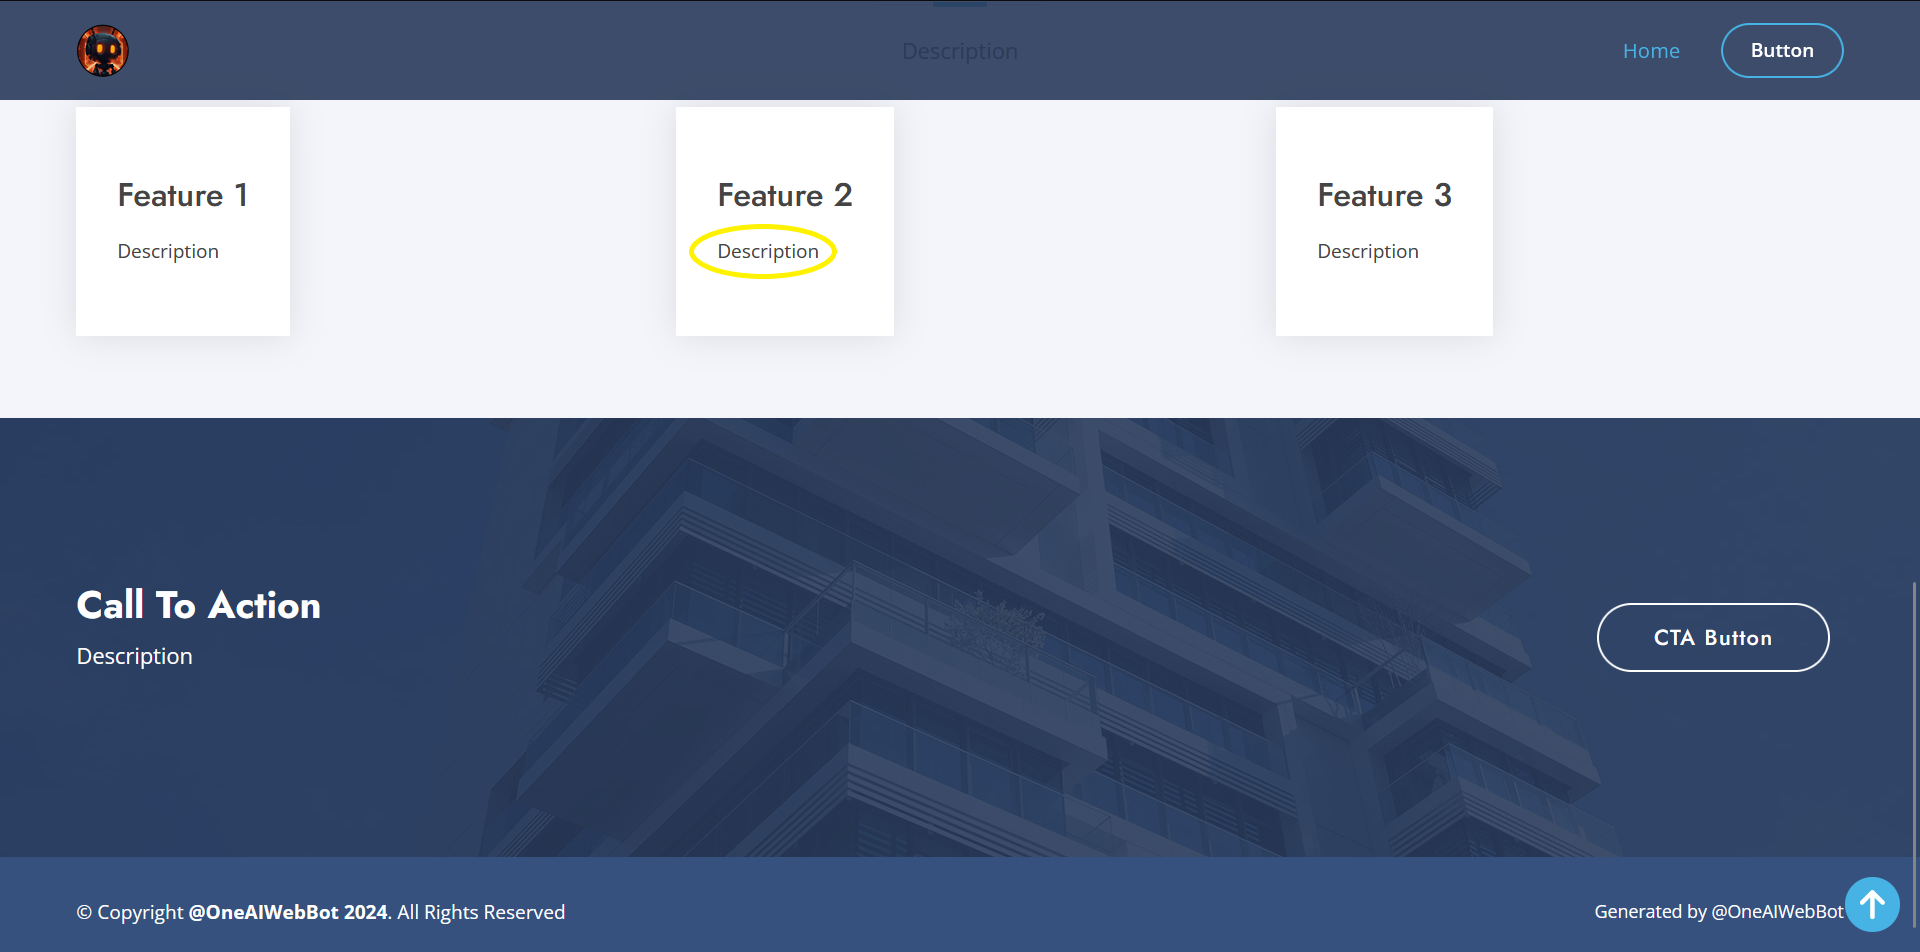 Description
Home
Button
Feature 1
Description
Feature 2
Description
Feature 3
Description
Call To Action
Description
CTA Button
© Copyright @OneAIWebBot 2024. All Rights Reserved
Generated by @OneAIWebBot